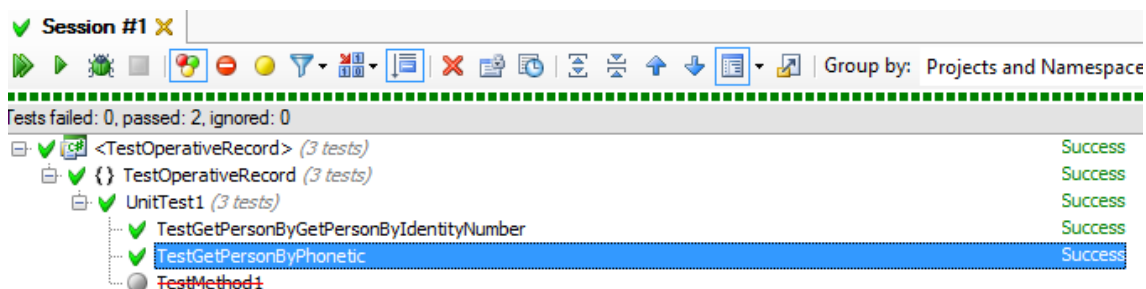 Session #1
Group by: Projects and Namespace
Tests failed: 0, passed: 2, ignored: 0
<TestOperativeRecord> (3 tests) Success
{} TestOperativeRecord (3 tests) Success
UnitTest1 (3 tests) Success
TestGetPersonByGetPersonByIdentityNumber Success
TestGetPersonByPhonetic Success
TestMethod1